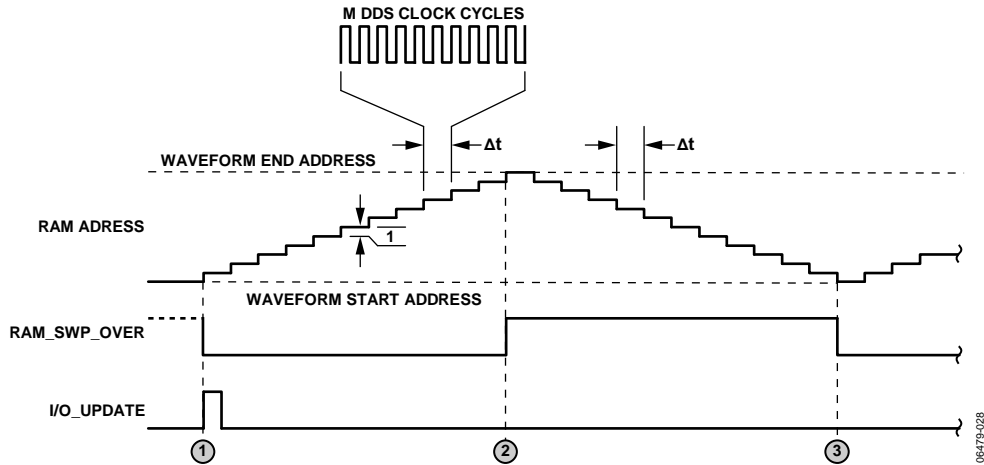 M DDS CLOCK CYCLES
Δt
Δt
WAVEFORM END ADDRESS
RAM ADRESS
1
WAVEFORM START ADDRESS
RAM_SWP_OVER
I/O_UPDATE
1
2
3
06479-028